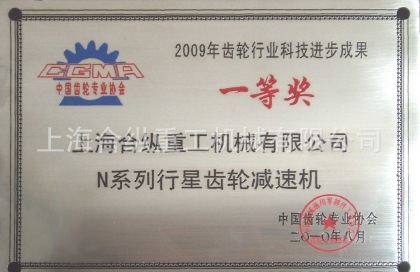 CGMA
中国齿轮专业协会
2009年齿轮行业科技进步成果
一等奖
上海台纵重工机械有限公司
N系列行星齿轮减速机
中国齿轮专业协会
二〇一〇年八月